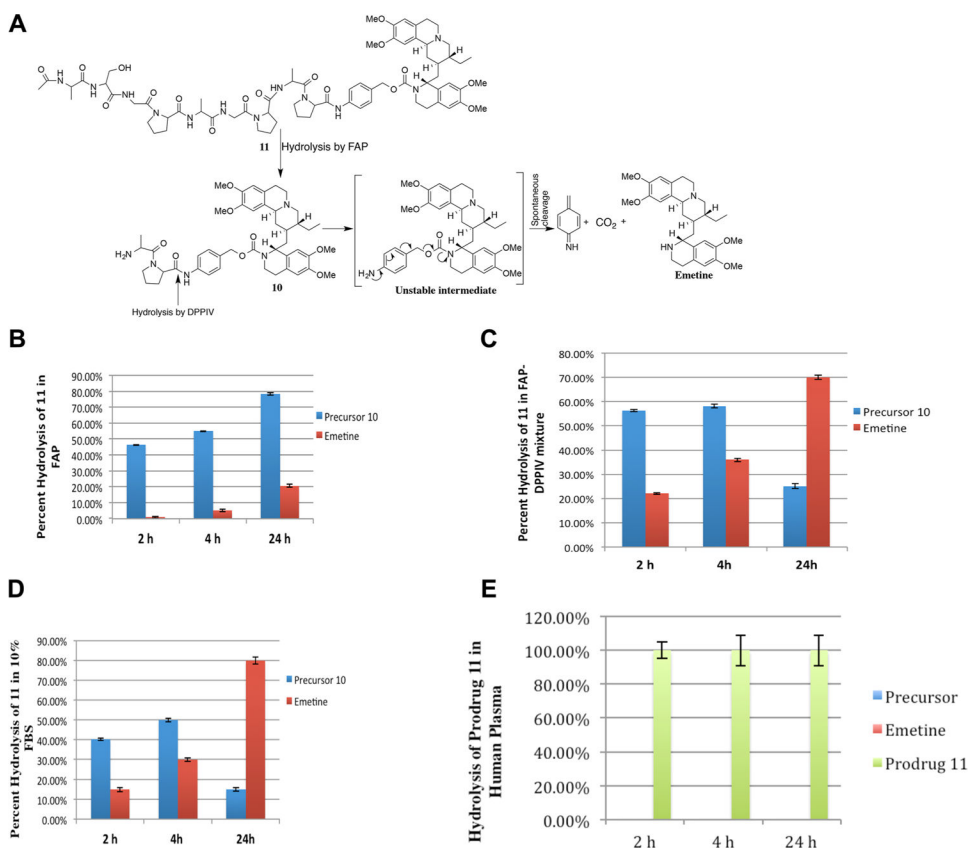 A
11
Hydrolysis by FAP
10
Hydrolysis by DPPIV
Unstable intermediate
Spontaneous
cleavage
+ CO2 +
Emetine
MeO
MeO
N
H
H
OMe
OMe
OH
O
HN
NH
H2N
B
Percent Hydrolysis of 11 in
FAP
90.00%
80.00%
70.00%
60.00%
50.00%
40.00%
30.00%
20.00%
10.00%
0.00%
2 h
4 h
24 h
Precursor 10
Emetine
C
Percent Hydrolysis of 11 in FAP-
DPPIV mixture
80.00%
70.00%
60.00%
50.00%
40.00%
30.00%
20.00%
10.00%
0.00%
2 h
4h
24h
Precursor 10
Emetine
D
Percent Hydrolysis of 11 in 10%
FBS
90.00%
80.00%
70.00%
60.00%
50.00%
40.00%
30.00%
20.00%
10.00%
0.00%
2 h
4h
24h
Precursor 10
Emetine
E
Hydrolysis of Prodrug 11 in
Human Plasma
120.00%
100.00%
80.00%
60.00%
40.00%
20.00%
0.00%
2 h
4 h
24 h
Precursor
Emetine
Prodrug 11